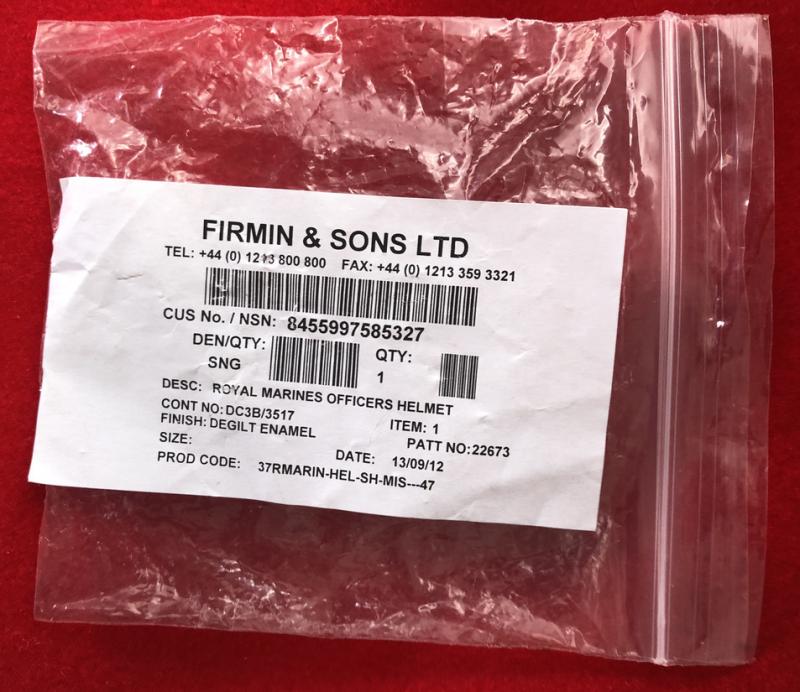 FIRMIN & SONS LTD
TEL: +44 (0) 1213 800 800 FAX: +44 (0) 1213 359 3321
CUS No. / NSN: 8455997585327
DEN/QTY: QTY:
SNG 1
DESC: ROYAL MARINES OFFICERS HELMET
CONT NO: DC3B/3517 ITEM: 1
FINISH: DEGILT ENAMEL PATT NO: 22673
SIZE: DATE: 13/09/12
PROD CODE: 37RMARIN-HEL-SH-MIS---47